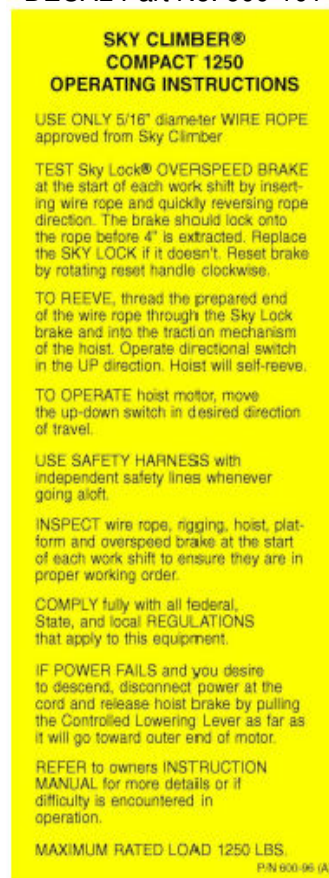 SKY CLIMBER®
COMPACT 1250
OPERATING INSTRUCTIONS
USE ONLY 5/16" diameter WIRE ROPE
approved from Sky Climber
TEST Sky Lock® OVERSPEED BRAKE
at the start of each work shift by insert-
ing wire rope and quickly reversing rope
direction. The brake should lock onto
the rope before 4" is extracted. Replace
the SKY LOCK if it doesn't. Reset brake
by rotating reset handle clockwise.
TO REEVE, thread the prepared end
of the wire rope through the Sky Lock
brake and into the traction mechanism
of the hoist. Operate directional switch
in the UP direction. Hoist will self-reeve.
TO OPERATE hoist motor, move
the up-down switch in desired direction
of travel.
USE SAFETY HARNESS with
independent safety lines whenever
going aloft.
INSPECT wire rope, rigging, hoist, plat-
form and overspeed brake at the start
of each work shift to ensure they are in
proper working order.
COMPLY fully with all federal,
State, and local REGULATIONS
that apply to this equipment.
IF POWER FAILS and you desire
to descend, disconnect power at the
cord and release hoist brake by pulling
the Controlled Lowering Lever as far as
it will go toward outer end of motor.
REFER to owners INSTRUCTION
MANUAL for more details or if
difficulty is encountered in
operation.
MAXIMUM RATED LOAD 1250 LBS.
P/N 600-96 (A